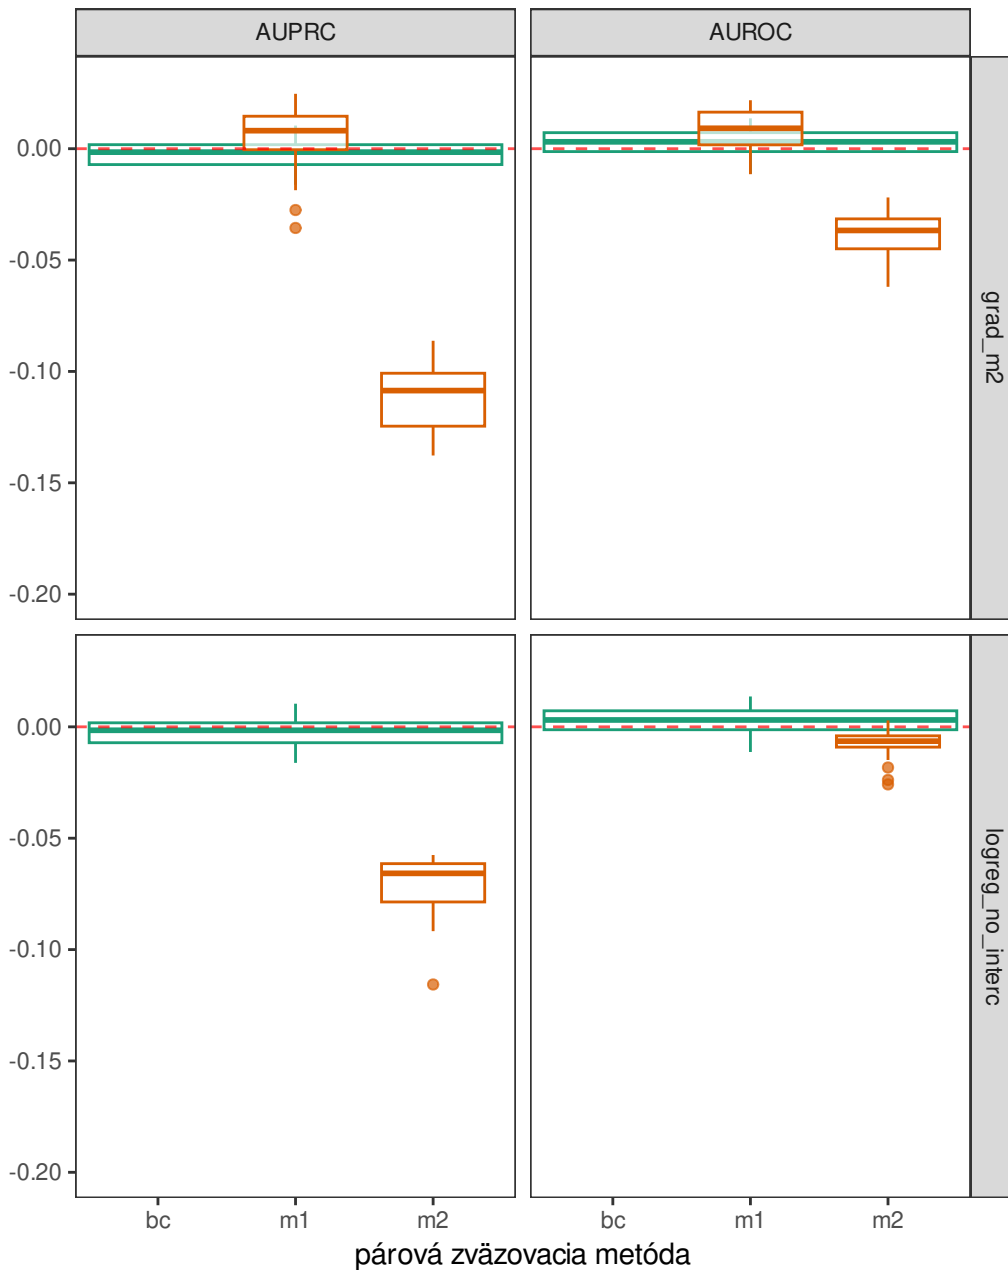 AUPRC
AUROC
0.00
-0.05
-0.10
-0.15
-0.20
grad_m2
0.00
-0.05
-0.10
-0.15
-0.20
logreg_no_interc
bc
m1
m2
bc
m1
m2
párová zväzovacia metóda